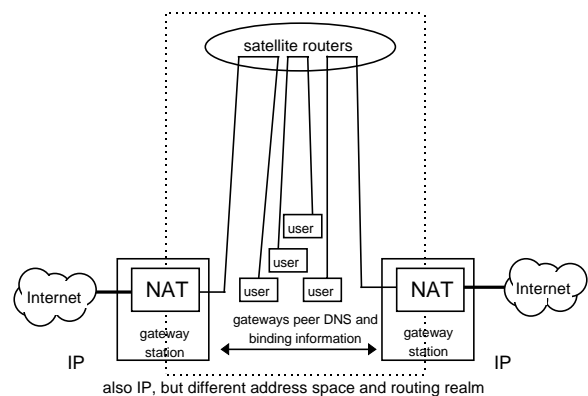 satellite routers
user
user
user
user
Internet
NAT
NAT
Internet
gateway
station
gateways peer DNS and
binding information
gateway
station
IP
IP
also IP, but different address space and routing realm